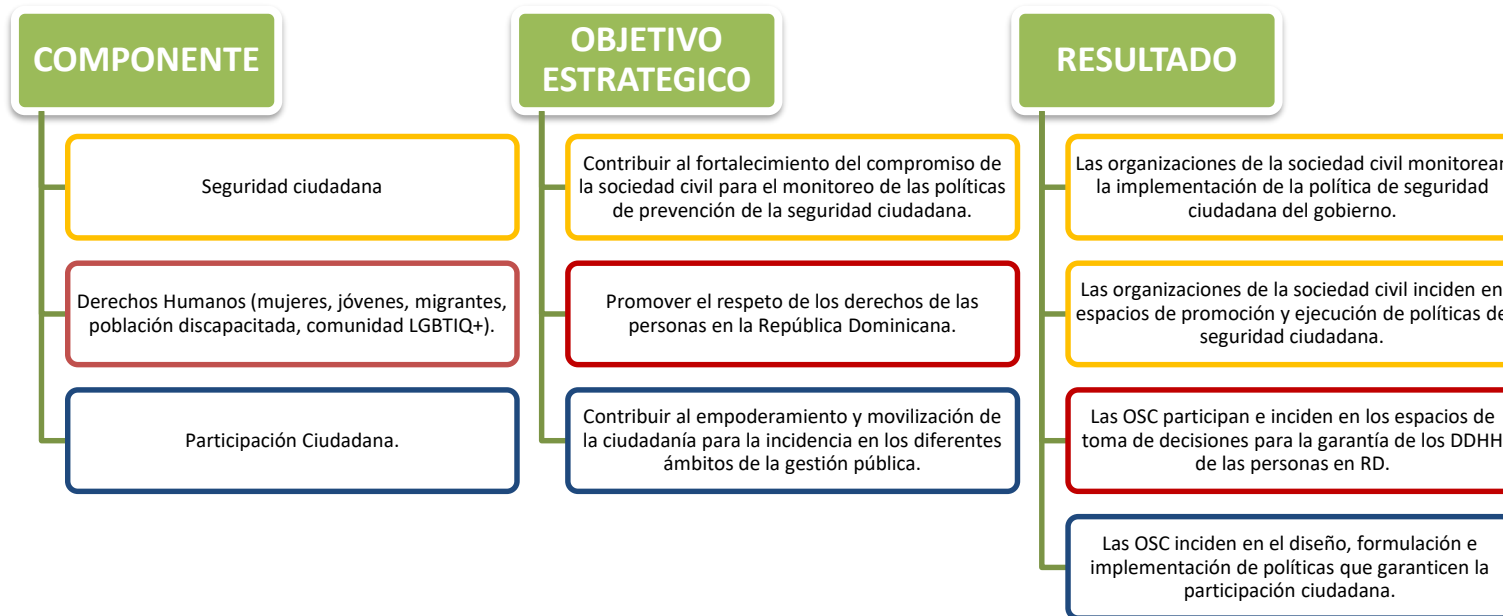 COMPONENTE
Seguridad ciudadana
Derechos Humanos (mujeres, jóvenes, migrantes,
población discapacitada, comunidad LGBTIQ+).
Participación Ciudadana.
OBJETIVO
ESTRATEGICO
Contribuir al fortalecimiento del compromiso de
la sociedad civil para el monitoreo de las políticas
de prevención de la seguridad ciudadana.
Promover el respeto de los derechos de las
personas en la República Dominicana.
Contribuir al empoderamiento y movilización de
la ciudadanía para la incidencia en los diferentes
ámbitos de la gestión pública.
RESULTADO
Las organizaciones de la sociedad civil monitorean
la implementación de la política de seguridad
ciudadana del gobierno.
Las organizaciones de la sociedad civil inciden en
espacios de promoción y ejecución de políticas de
seguridad ciudadana.
Las OSC participan e inciden en los espacios de
toma de decisiones para la garantía de los DDHH
de las personas en RD.
Las OSC inciden en el diseño, formulación e
implementación de políticas que garanticen la
participación ciudadana.